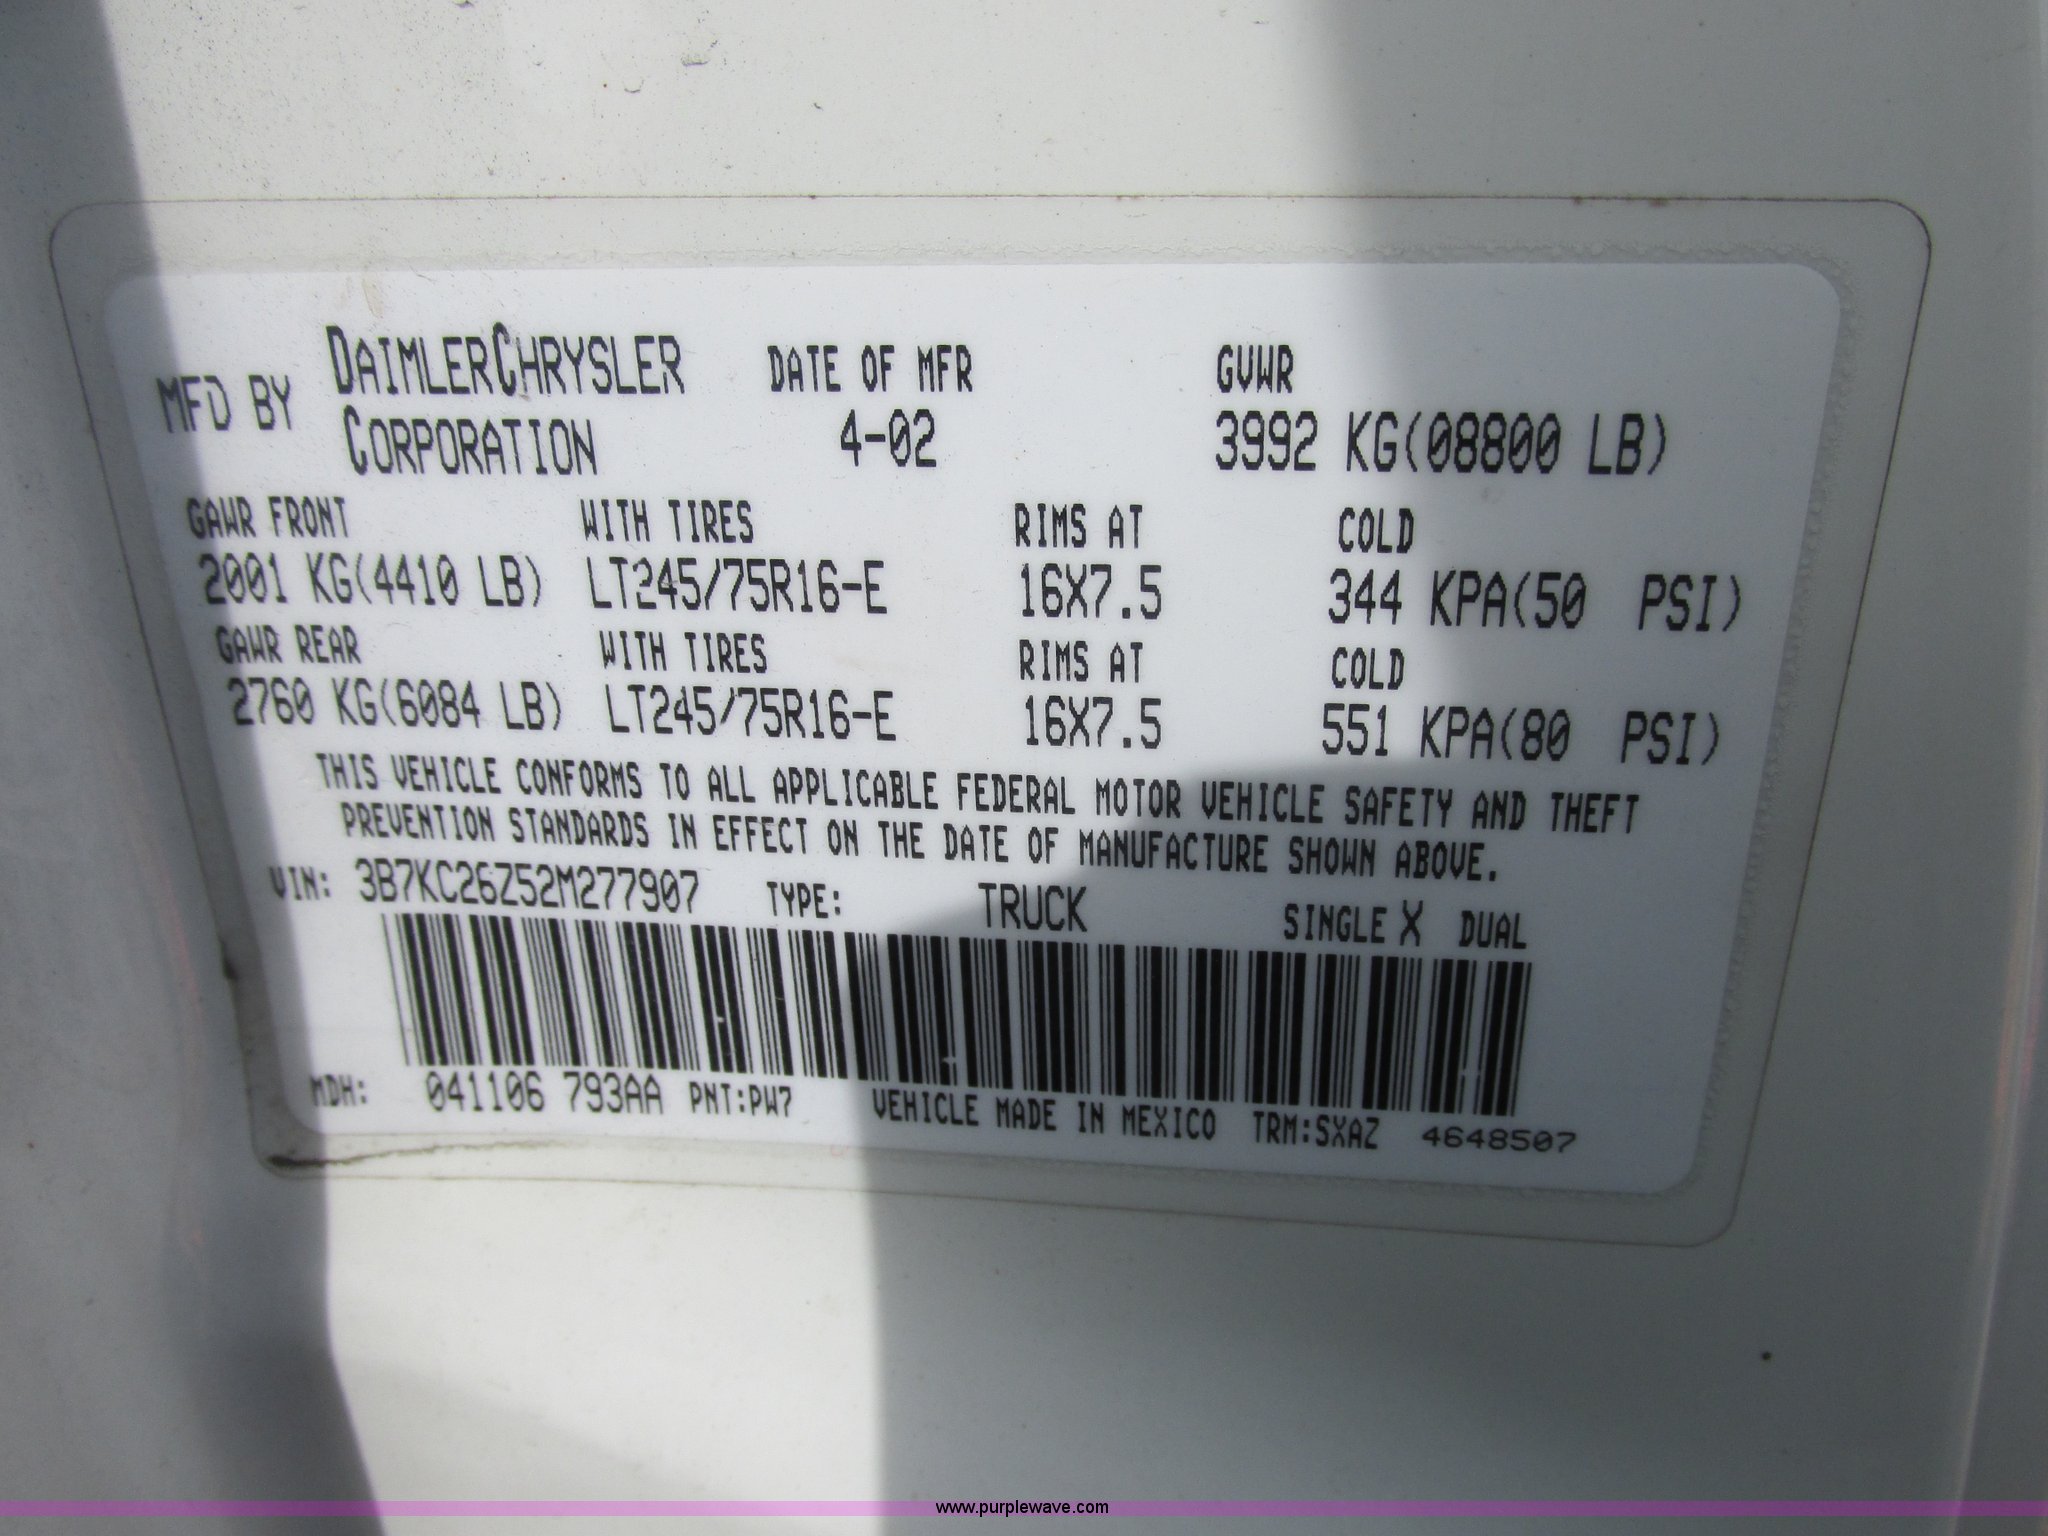 MFD BY DAIMLERCHRYSLER CORPORATION DATE OF MFR 4-02 GVWR 3992 KG(08800 LB)
GAWR FRONT WITH TIRES RIMS AT COLD
2001 KG(4410 LB) LT245/75R16-E 16X7.5 344 KPA(50 PSI)
GAWR REAR WITH TIRES RIMS AT COLD
2760 KG(6084 LB) LT245/75R16-E 16X7.5 551 KPA(80 PSI)
THIS VEHICLE CONFORMS TO ALL APPLICABLE FEDERAL MOTOR VEHICLE SAFETY AND THEFT
PREVENTION STANDARDS IN EFFECT ON THE DATE OF MANUFACTURE SHOWN ABOVE.
VIN: 3B7KC26Z52M277907 TYPE: TRUCK SINGLE X DUAL
MDH: 041106 793AA PNT:PW7 VEHICLE MADE IN MEXICO TRM:SXAZ 4648507
www.purplewave.com